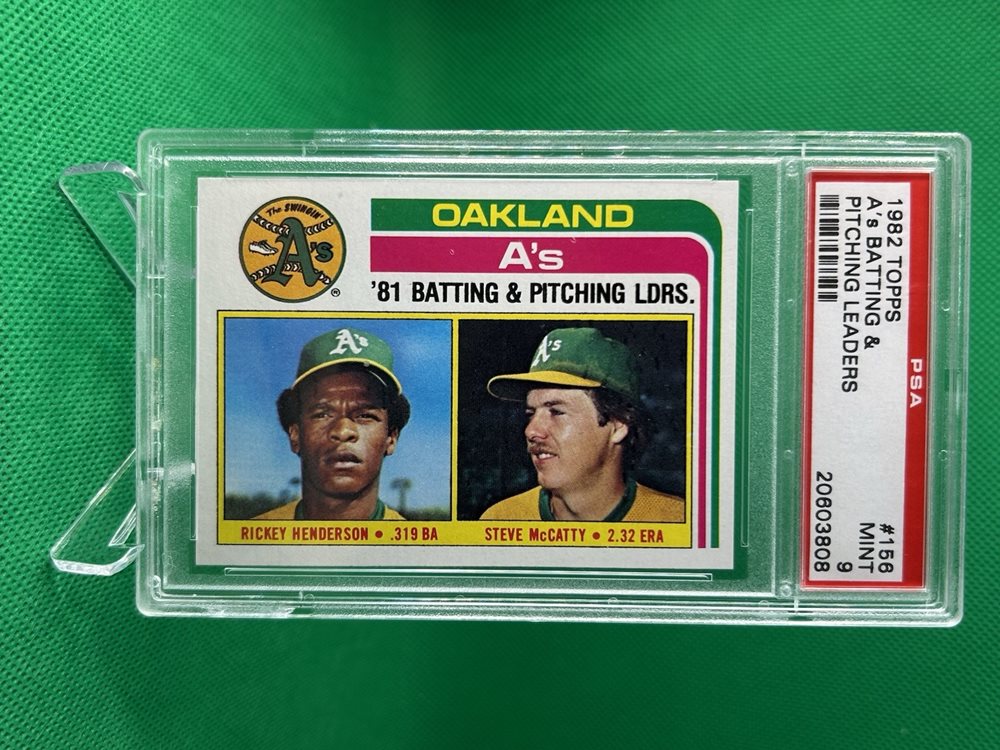 The SWINGIN'
A's
®
OAKLAND
A's
'81 BATTING & PITCHING LDRS.
A's
A's
RICKEY HENDERSON • .319 BA
STEVE McCATTY • 2.32 ERA
1982 TOPPS #156
A's BATTING & MINT
PITCHING LEADERS 9
20603808
PSA